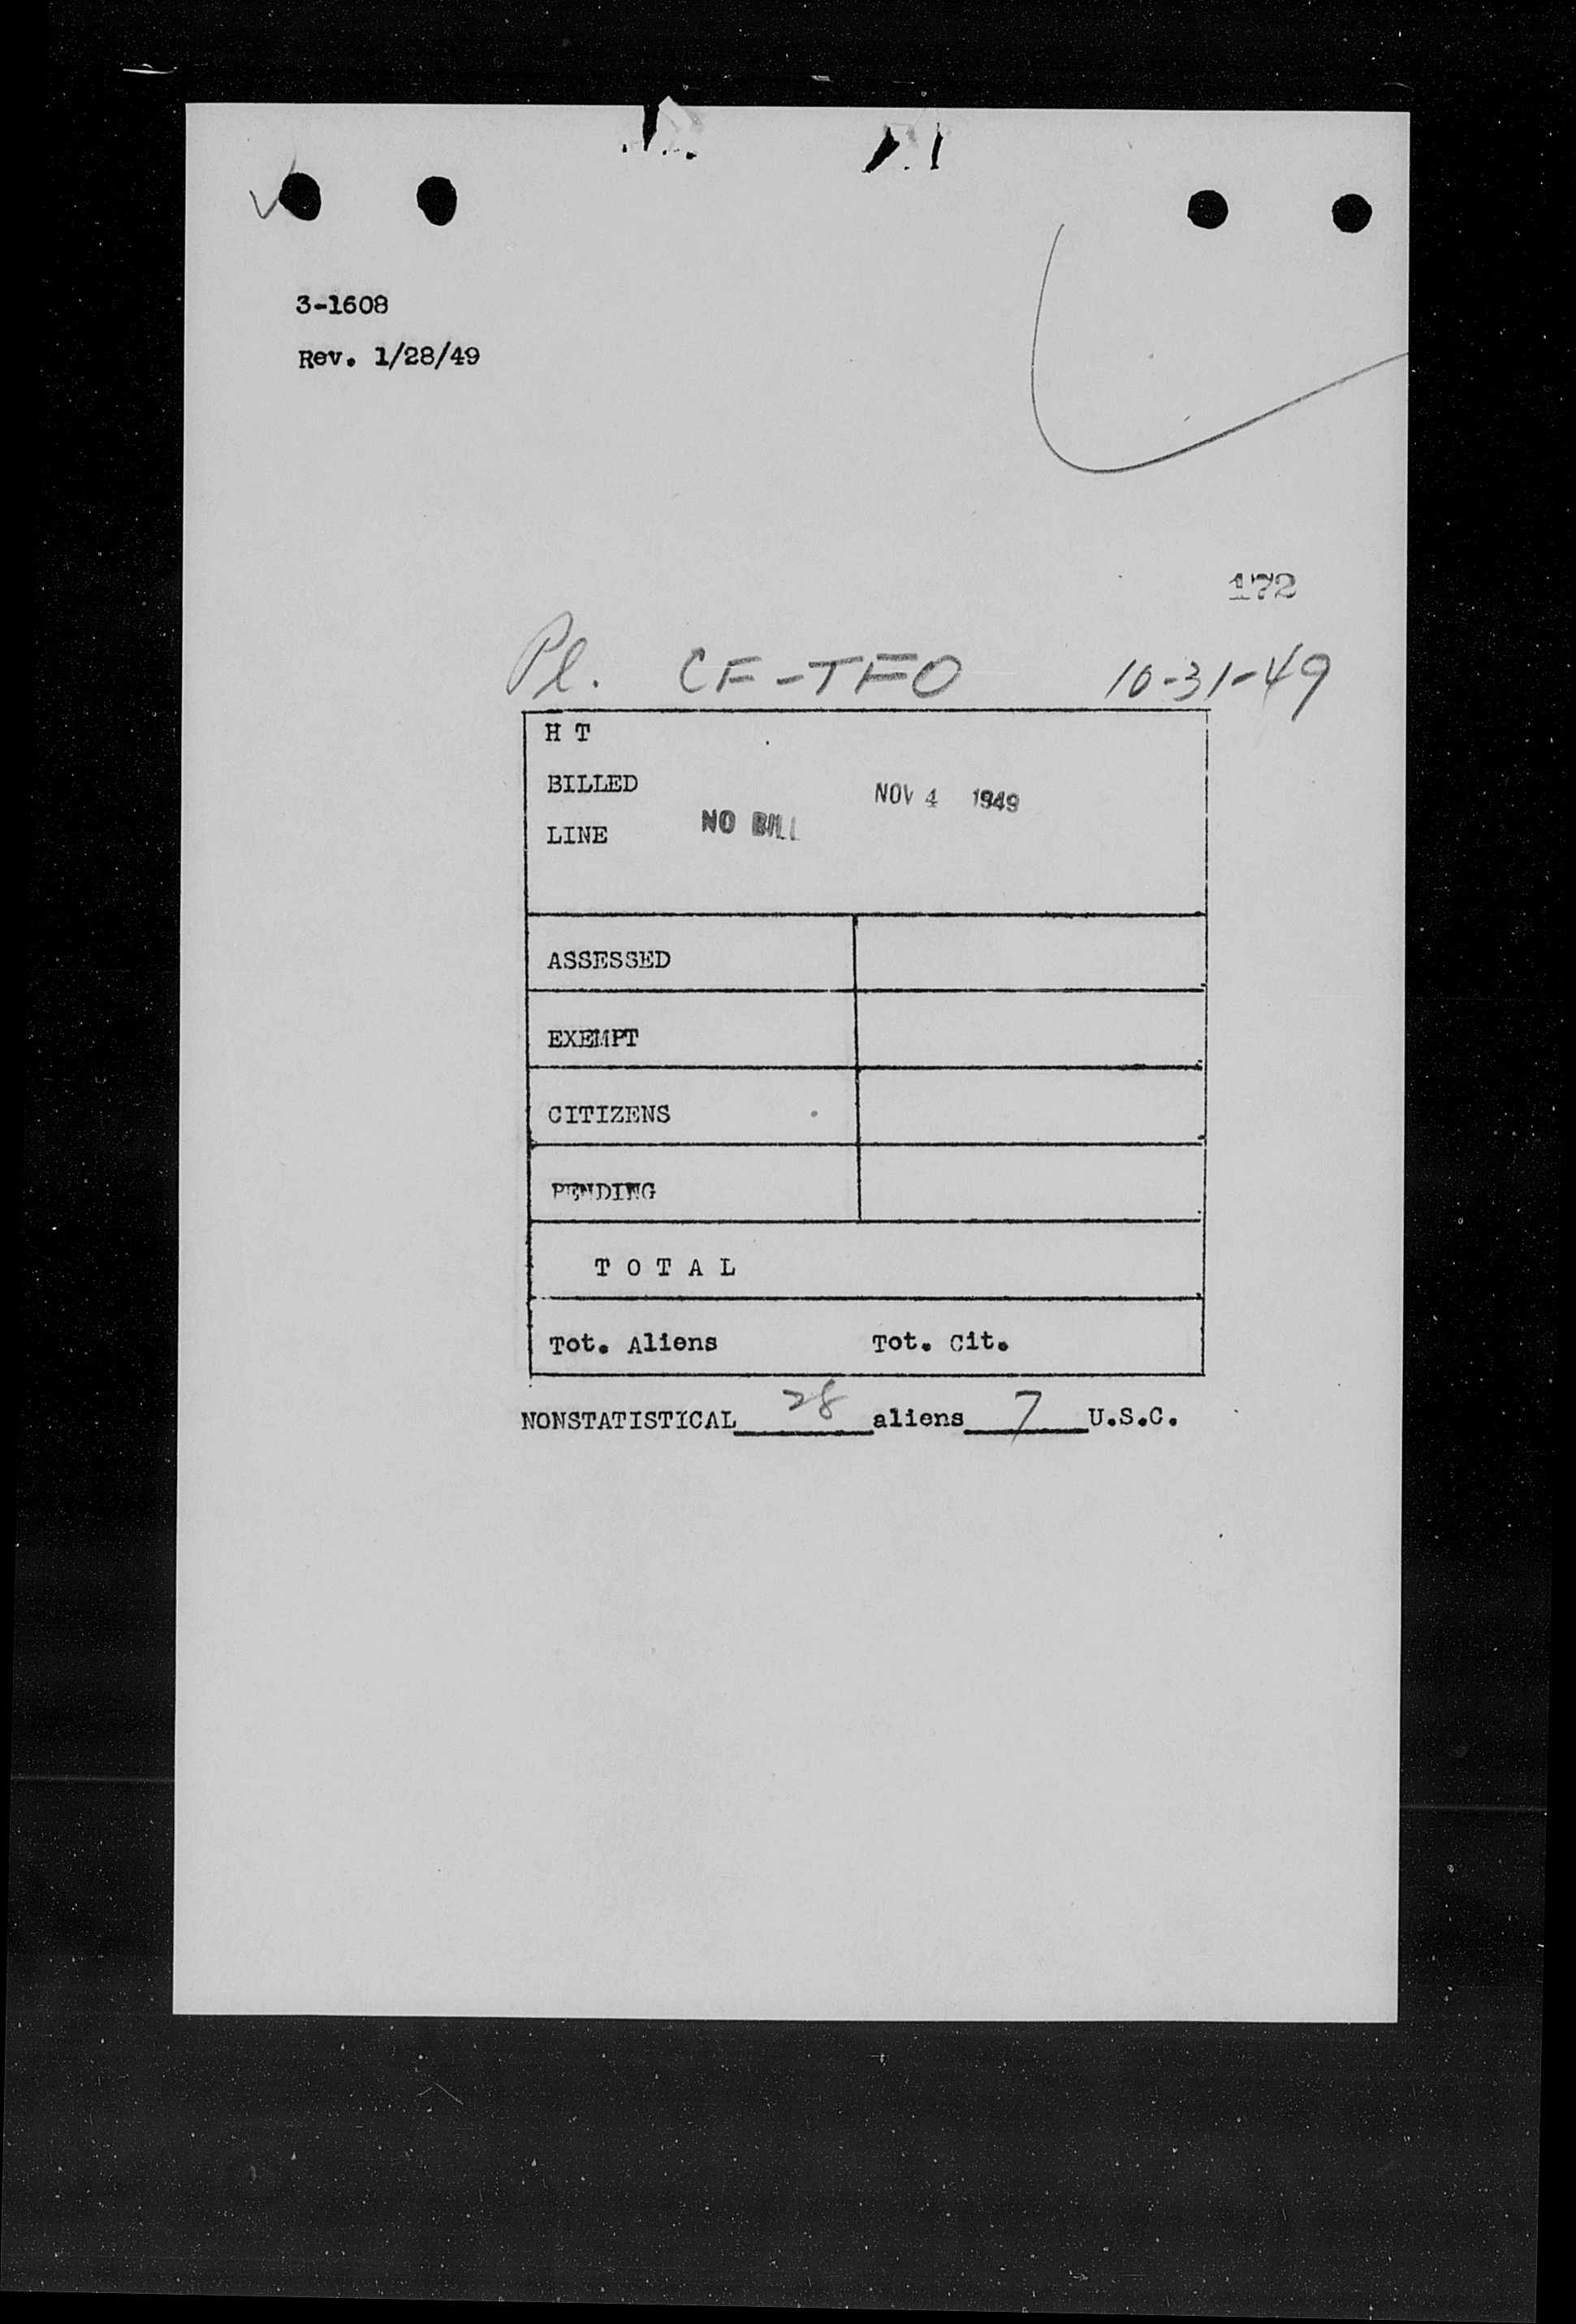 3-1608
Rev. 1/28/49
172
Pl. CF-TFO 10-31-49
H T
BILLED NOV 4 1949
LINE NO BILL
ASSESSED
EXEMPT
CITIZENS
PENDING
T O T A L
Tot. Aliens Tot. Cit.
NONSTATISTICAL 28 aliens 7 U.S.C.